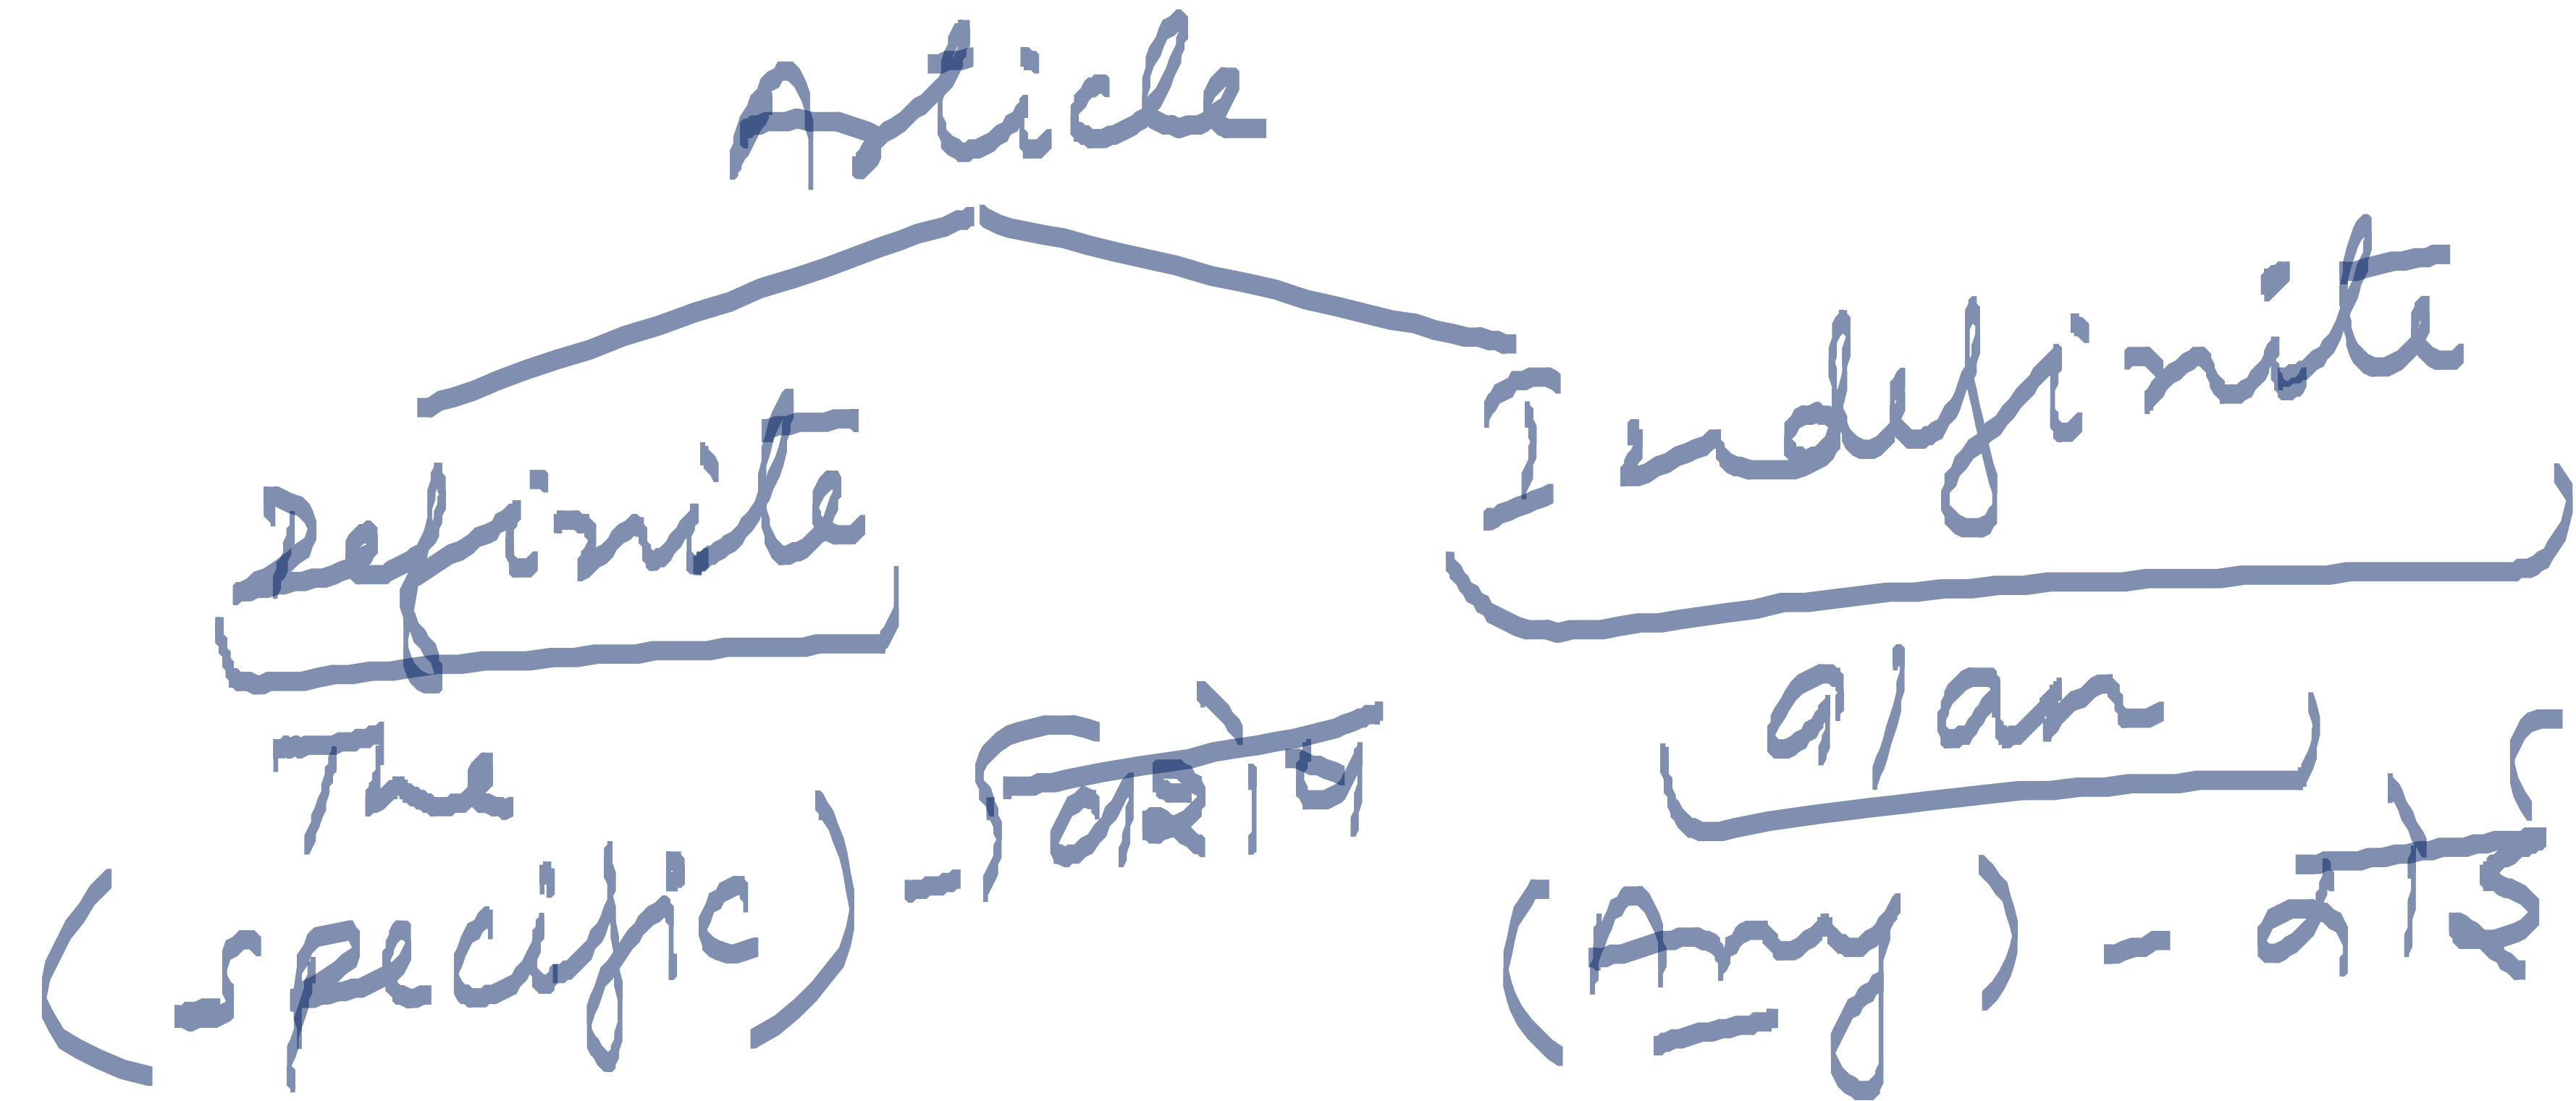 Article
Definite Indefinite
The a/an
(specific) - विशेष (Any) - कोई